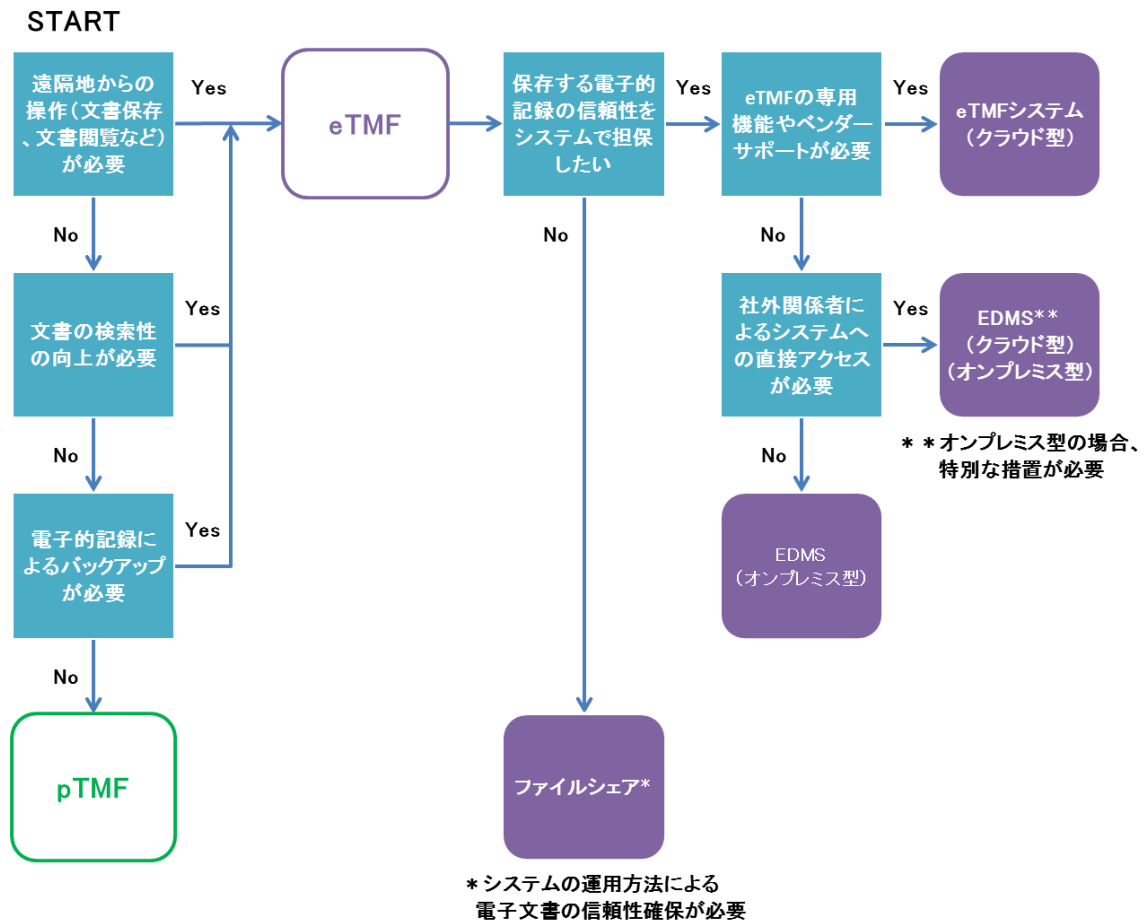 START
遠隔地からの
操作(文書保存
、文書閲覧など)
が必要
Yes
No
文書の検索性
の向上が必要
Yes
No
電子的記録に
よるバックアップ
が必要
Yes
No
pTMF
eTMF
保存する電子的
記録の信頼性を
システムで担保
したい
Yes
No
ファイルシェア*
*システムの運用方法による
電子文書の信頼性確保が必要
eTMFの専用
機能やベンダー
サポートが必要
Yes
No
eTMFシステム
(クラウド型)
社外関係者に
よるシステムへ
の直接アクセス
が必要
Yes
No
EDMS**
(クラウド型)
(オンプレミス型)
**オンプレミス型の場合、
特別な措置が必要
EDMS
(オンプレミス型)